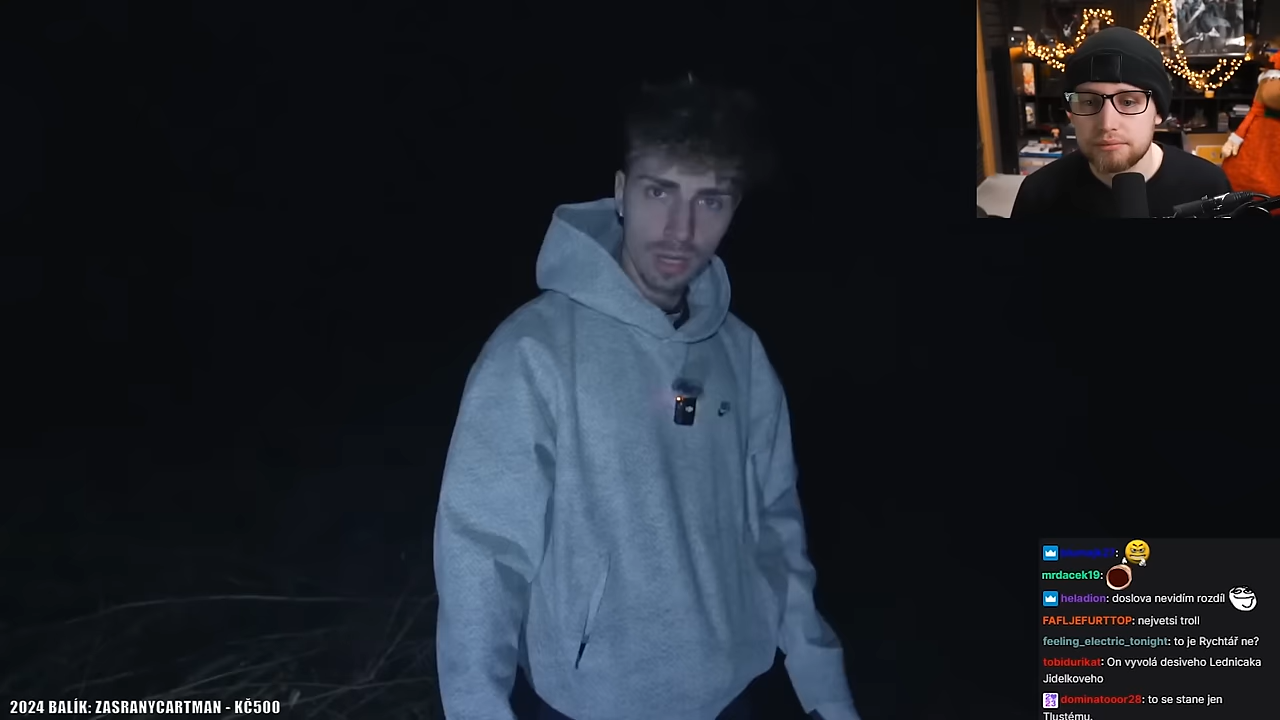 : 
mrdacek19:
heladion: doslova nevidím rozdíl
FAFLJEFURTTOP: nejvetsi troll
feeling_electric_tonight: to je Rychtář ne?
tobidurikat: On vyvolá desiveho Lednicaka
Jidelkoveho
dominatooor28: to se stane jen
Tlustému,
2024 BALÍK: ZASRANYCARTMAN - KČ500